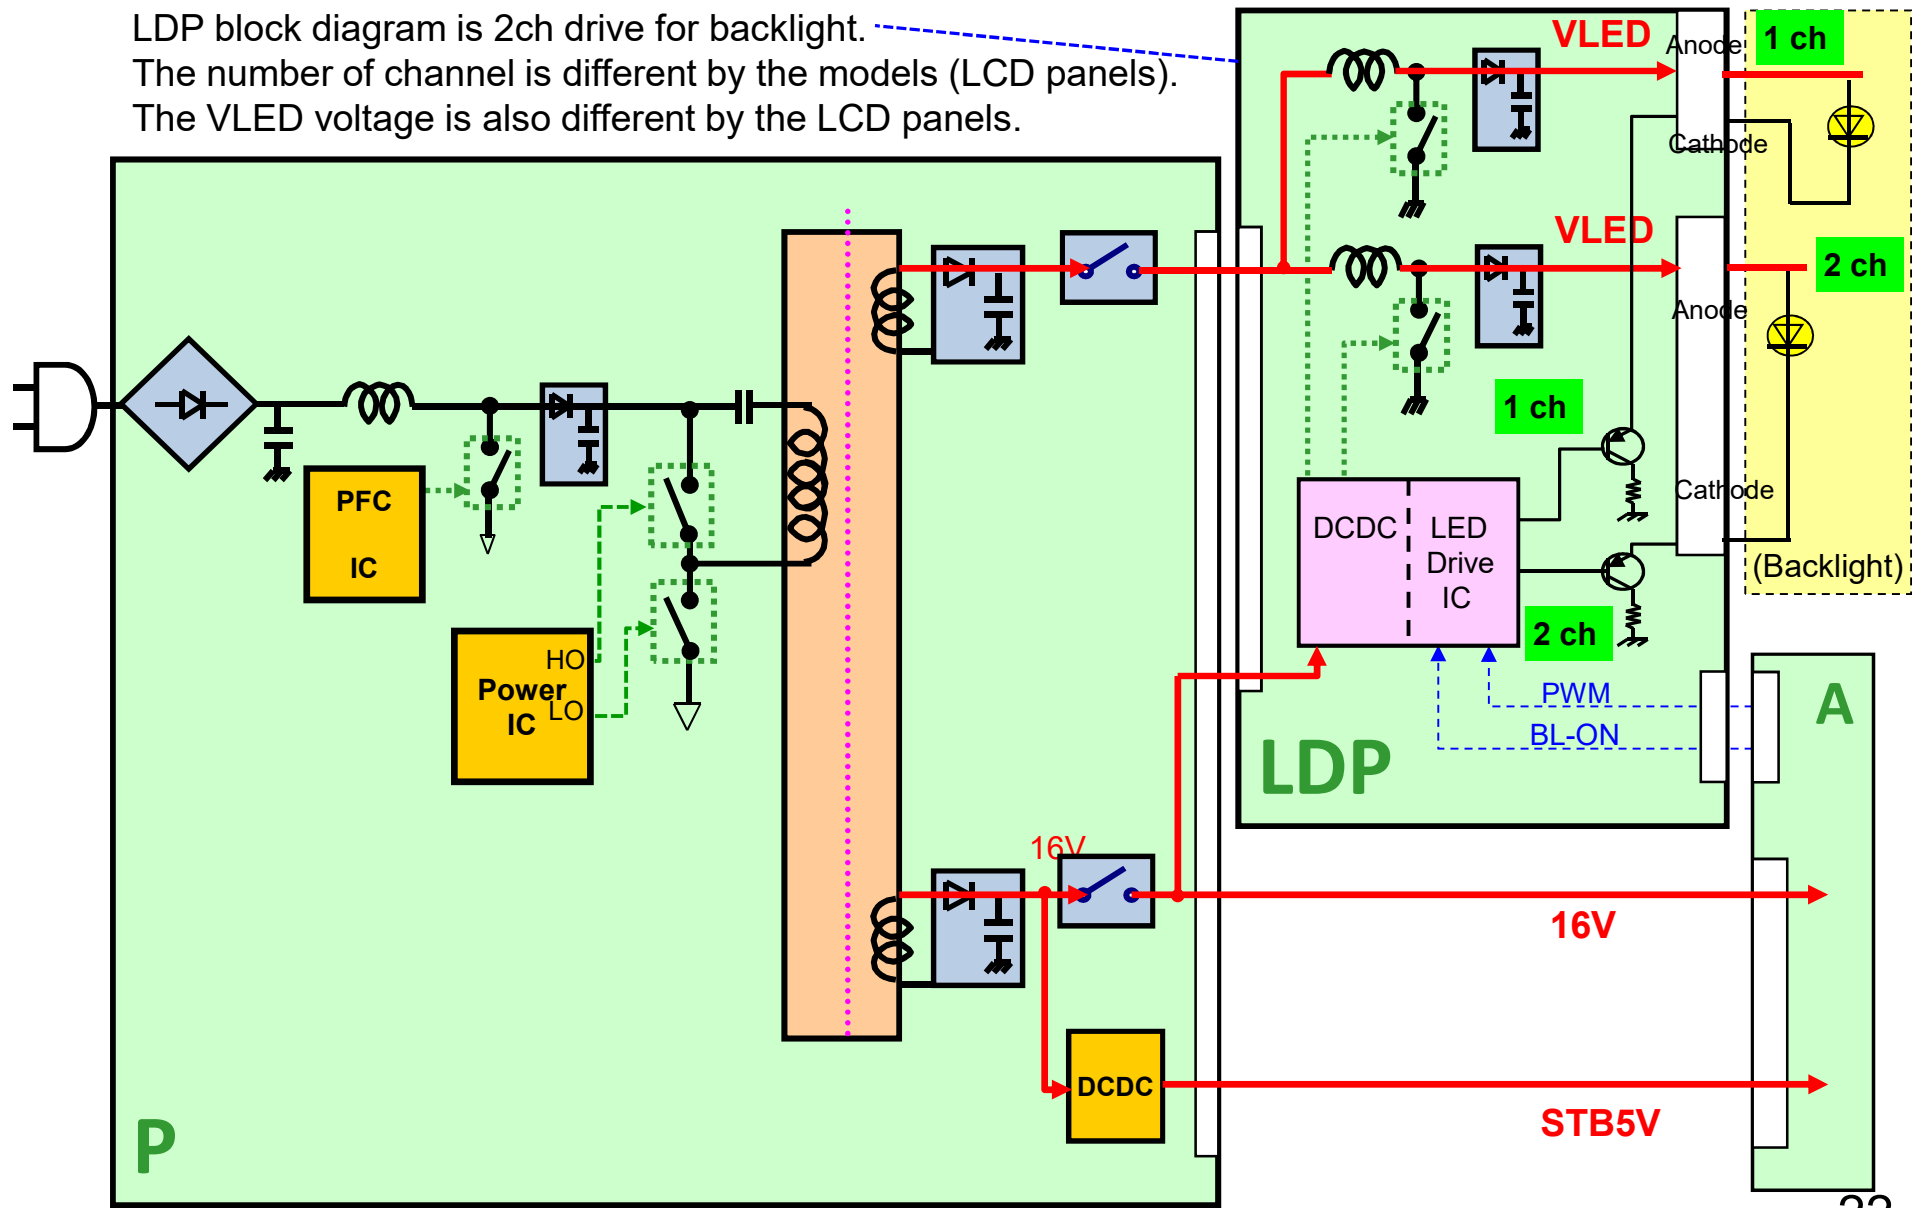 LDP block diagram is 2ch drive for backlight.
The number of channel is different by the models (LCD panels).
The VLED voltage is also different by the LCD panels.
VLED
Anode
1 ch
Cathode
VLED
2 ch
Anode
1 ch
Cathode
(Backlight)
PFC
IC
DCDC
LED
Drive
IC
2 ch
HO
Power
LO
IC
PWM
BL-ON
A
LDP
16V
16V
DCDC
STB5V
P